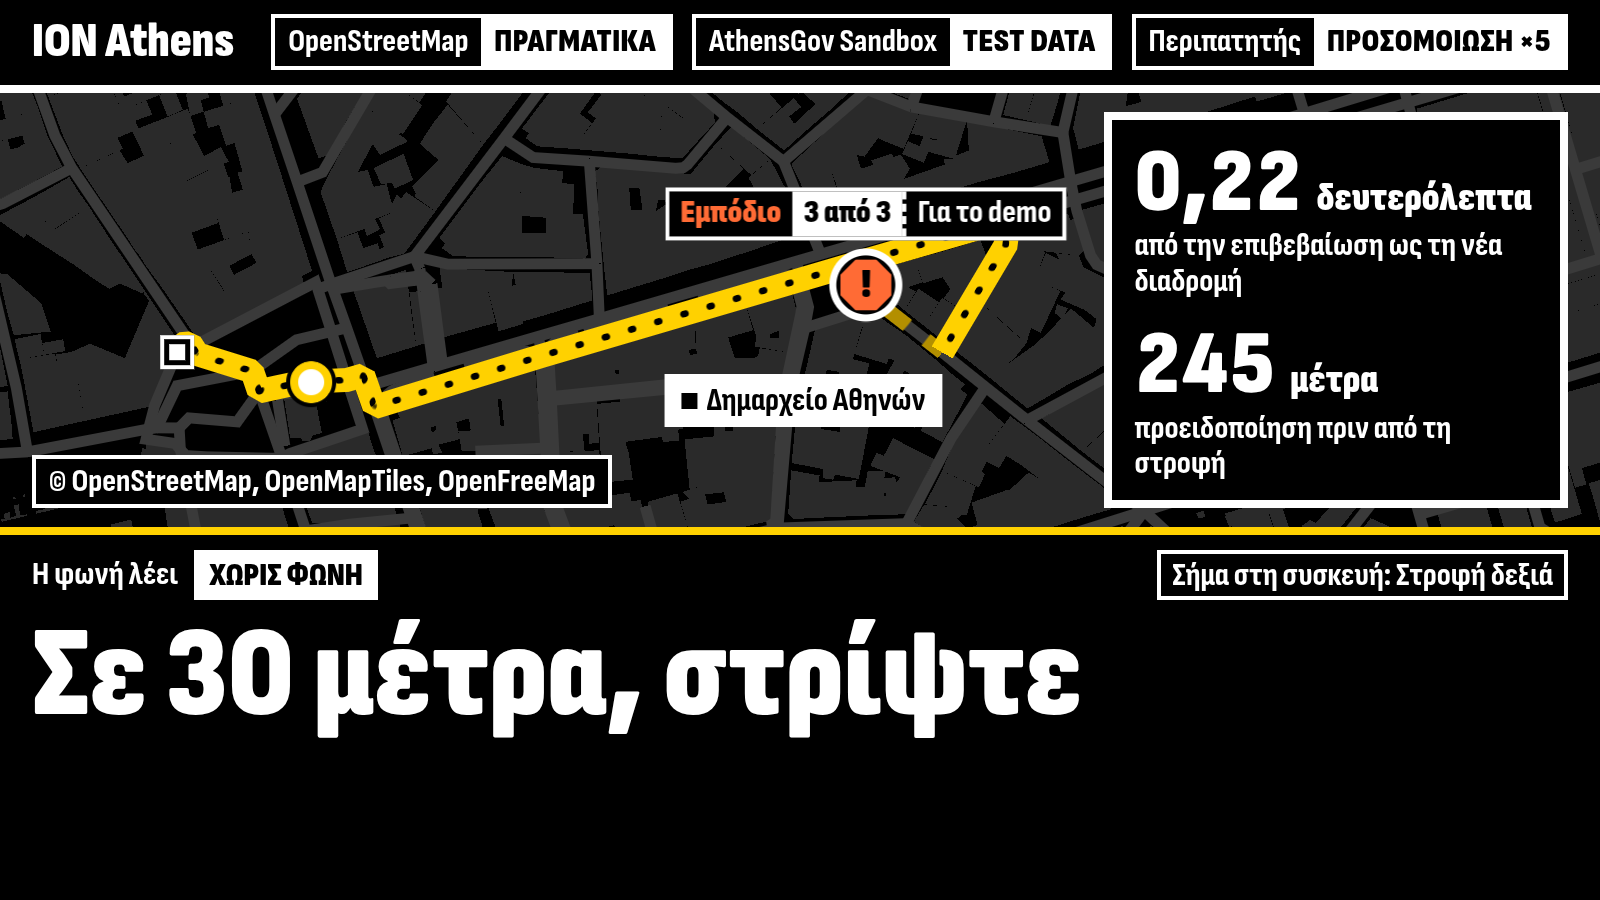 ION Athens
OpenStreetMap ΠΡΑΓΜΑΤΙΚΑ
AthensGov Sandbox TEST DATA
Περιπατητής ΠΡΟΣΟΜΟΙΩΣΗ ×5
Εμπόδιο 3 από 3 Για το demo
Δημαρχείο Αθηνών
© OpenStreetMap, OpenMapTiles, OpenFreeMap
0,22 δευτερόλεπτα
από την επιβεβαίωση ως τη νέα
διαδρομή
245 μέτρα
προειδοποίηση πριν από τη
στροφή
Η φωνή λέει ΧΩΡΙΣ ΦΩΝΗ
Σήμα στη συσκευή: Στροφή δεξιά
Σε 30 μέτρα, στρίψτε